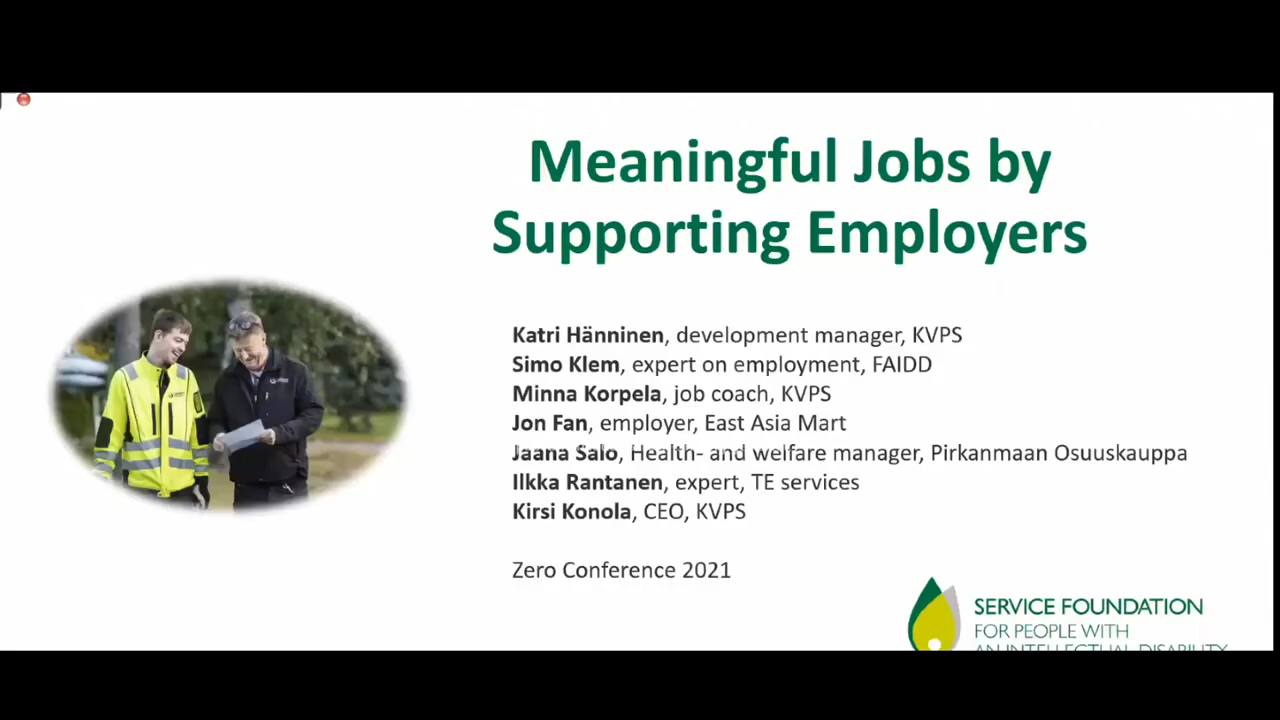 Meaningful Jobs by
Supporting Employers
Katri Hänninen, development manager, KVPS
Simo Klem, expert on employment, FAIDD
Minna Korpela, job coach, KVPS
Jon Fan, employer, East Asia Mart
Jaana Salo, Health- and welfare manager, Pirkanmaan Osuuskauppa
Ilkka Rantanen, expert, TE services
Kirsi Konola, CEO, KVPS
Zero Conference 2021
SERVICE FOUNDATION
FOR PEOPLE WITH
AN INTELLECTUAL DISABILITY